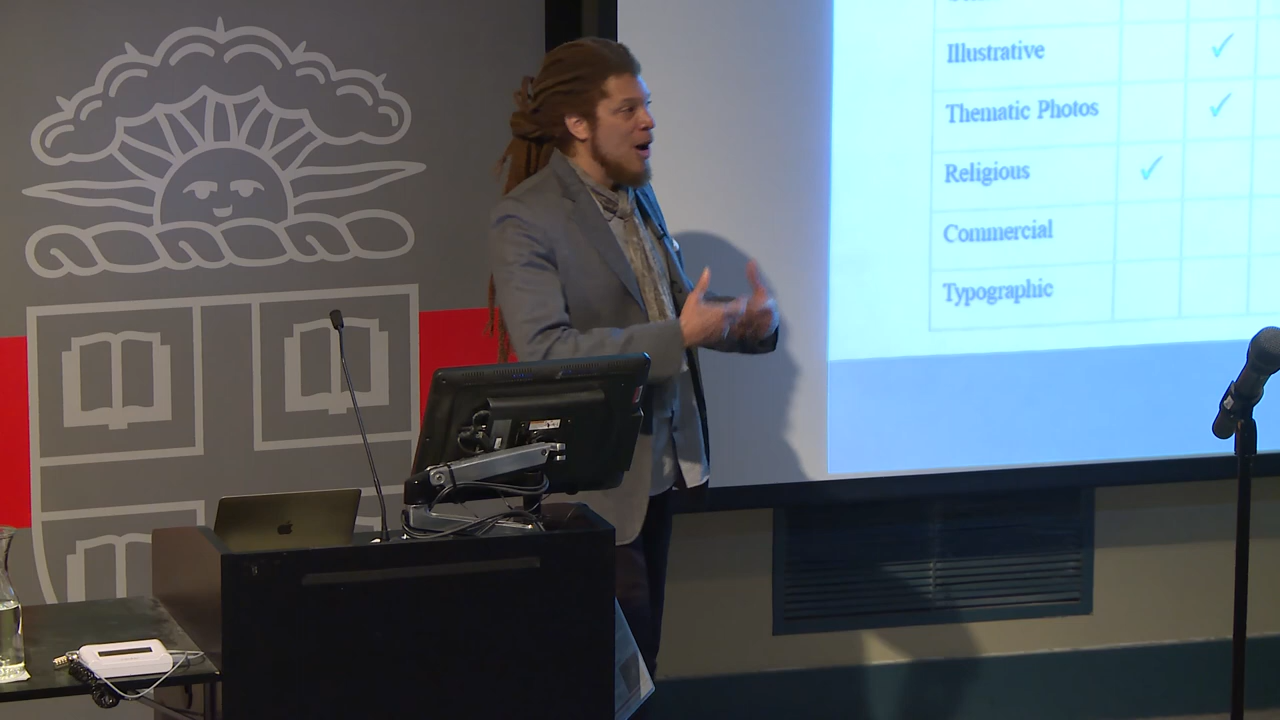 Illustrative ✓
Thematic Photos ✓
Religious ✓
Commercial
Typographic